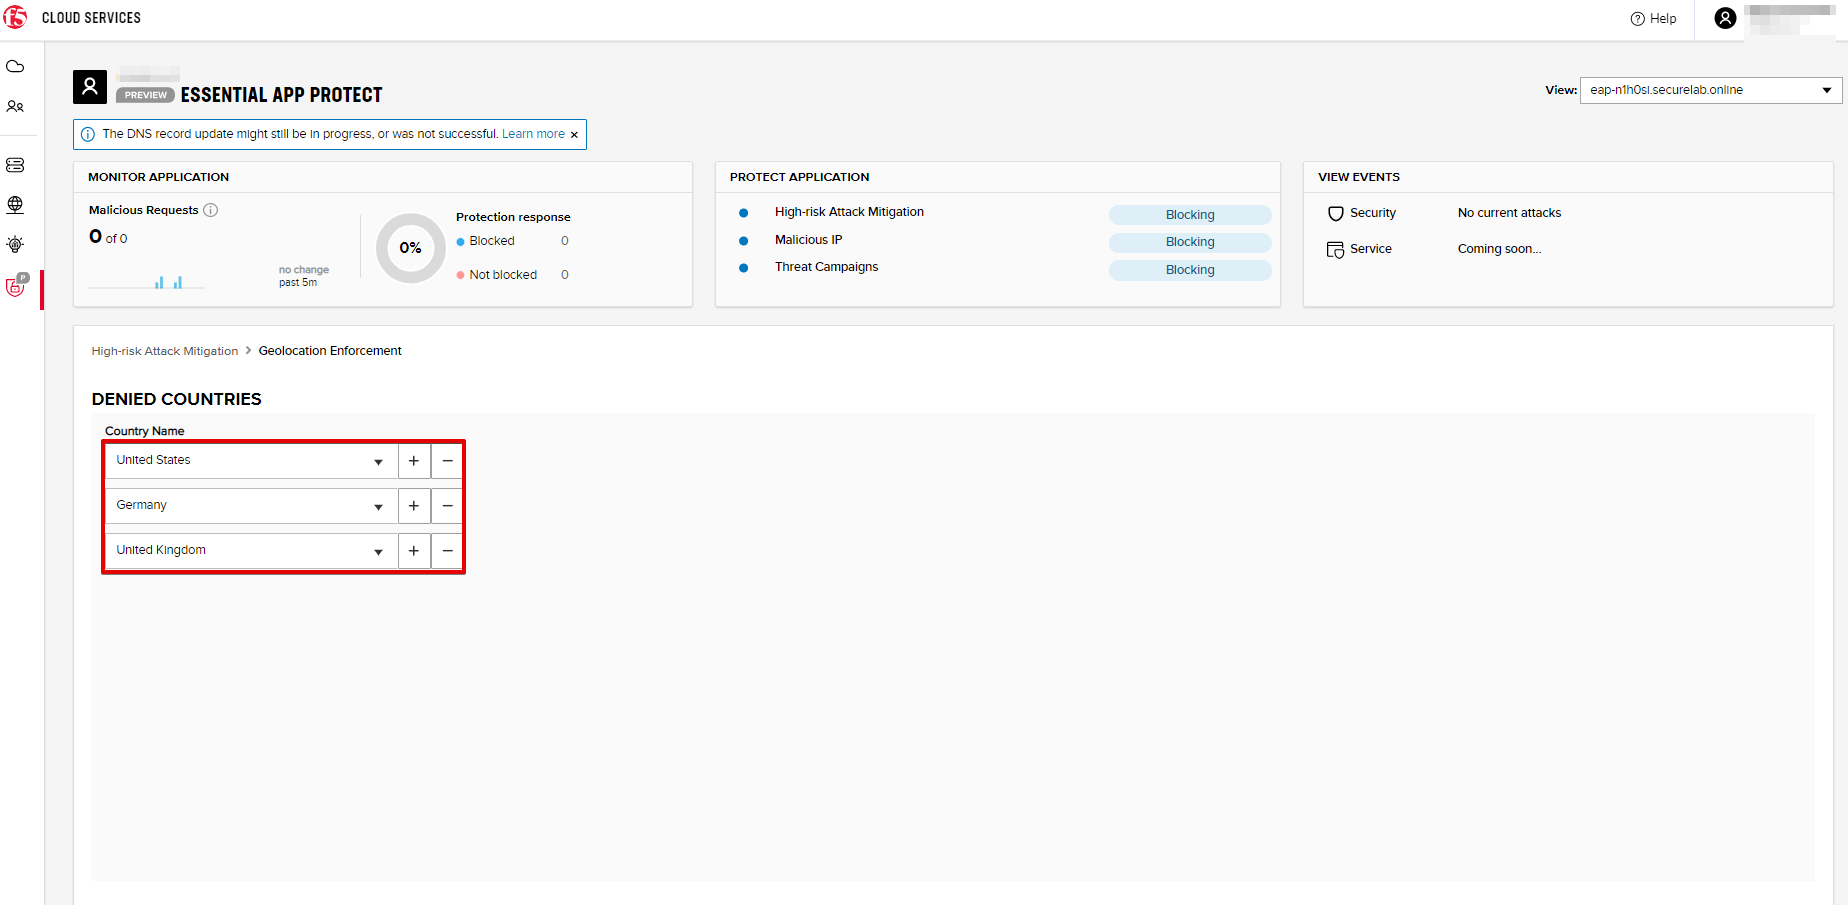 f5 CLOUD SERVICES
Help
PREVIEW ESSENTIAL APP PROTECT
View: eap-n1h0sl.securelab.online
The DNS record update might still be in progress, or was not successful. Learn more ×
MONITOR APPLICATION
Malicious Requests
0 of 0
no change
past 5m
0%
Protection response
Blocked 0
Not blocked 0
PROTECT APPLICATION
High-risk Attack Mitigation Blocking
Malicious IP Blocking
Threat Campaigns Blocking
VIEW EVENTS
Security No current attacks
Service Coming soon...
P
High-risk Attack Mitigation > Geolocation Enforcement
DENIED COUNTRIES
Country Name
United States + −
Germany + −
United Kingdom + −